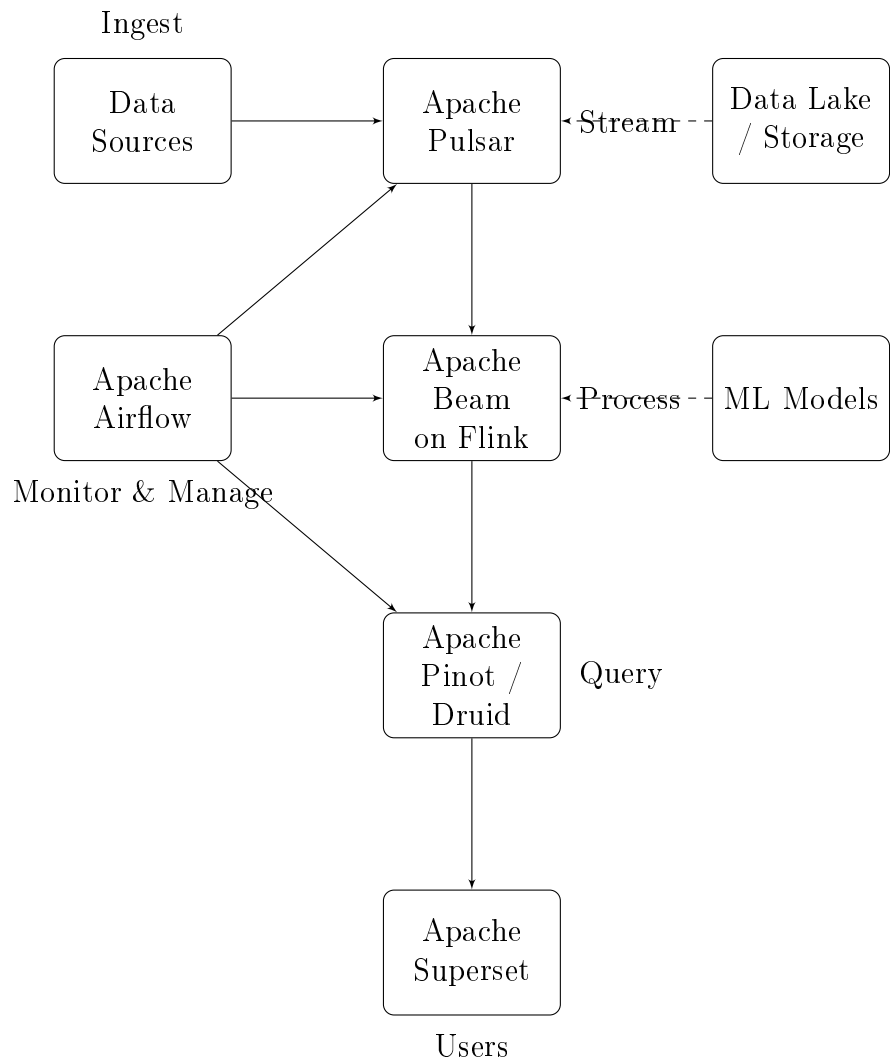 Ingest
Data
Sources
Apache
Pulsar
Stream
Data Lake
/ Storage
Apache
Airflow
Monitor & Manage
Apache
Beam
on Flink
Process
ML Models
Apache
Pinot /
Druid
Query
Apache
Superset
Users